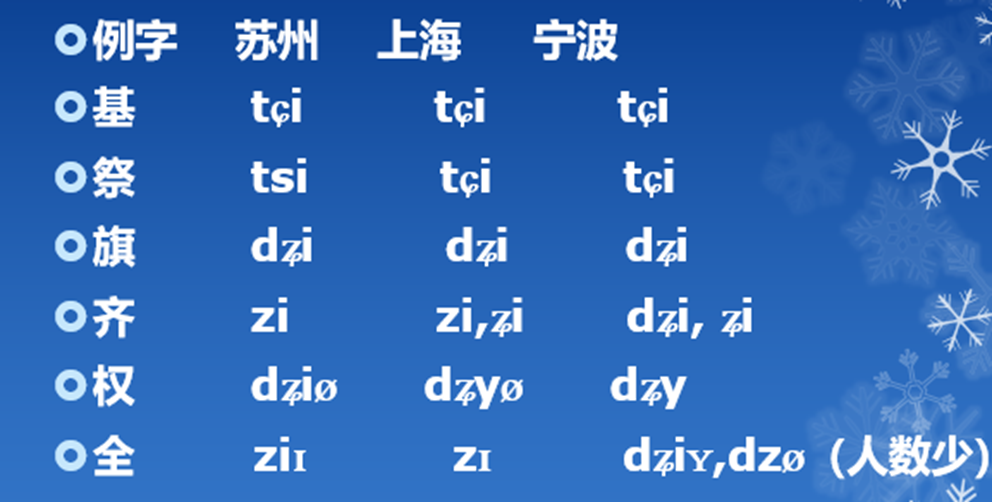 例字 苏州 上海 宁波
基 tɕi tɕi tɕi
祭 tsi tɕi tɕi
旗 dʑi dʑi dʑi
齐 zi zi,ʑi dʑi, ʑi
权 dʑiø dʑyø dʑy
全 ziɪ zɪ dʑiʏ,dzø (人数少)